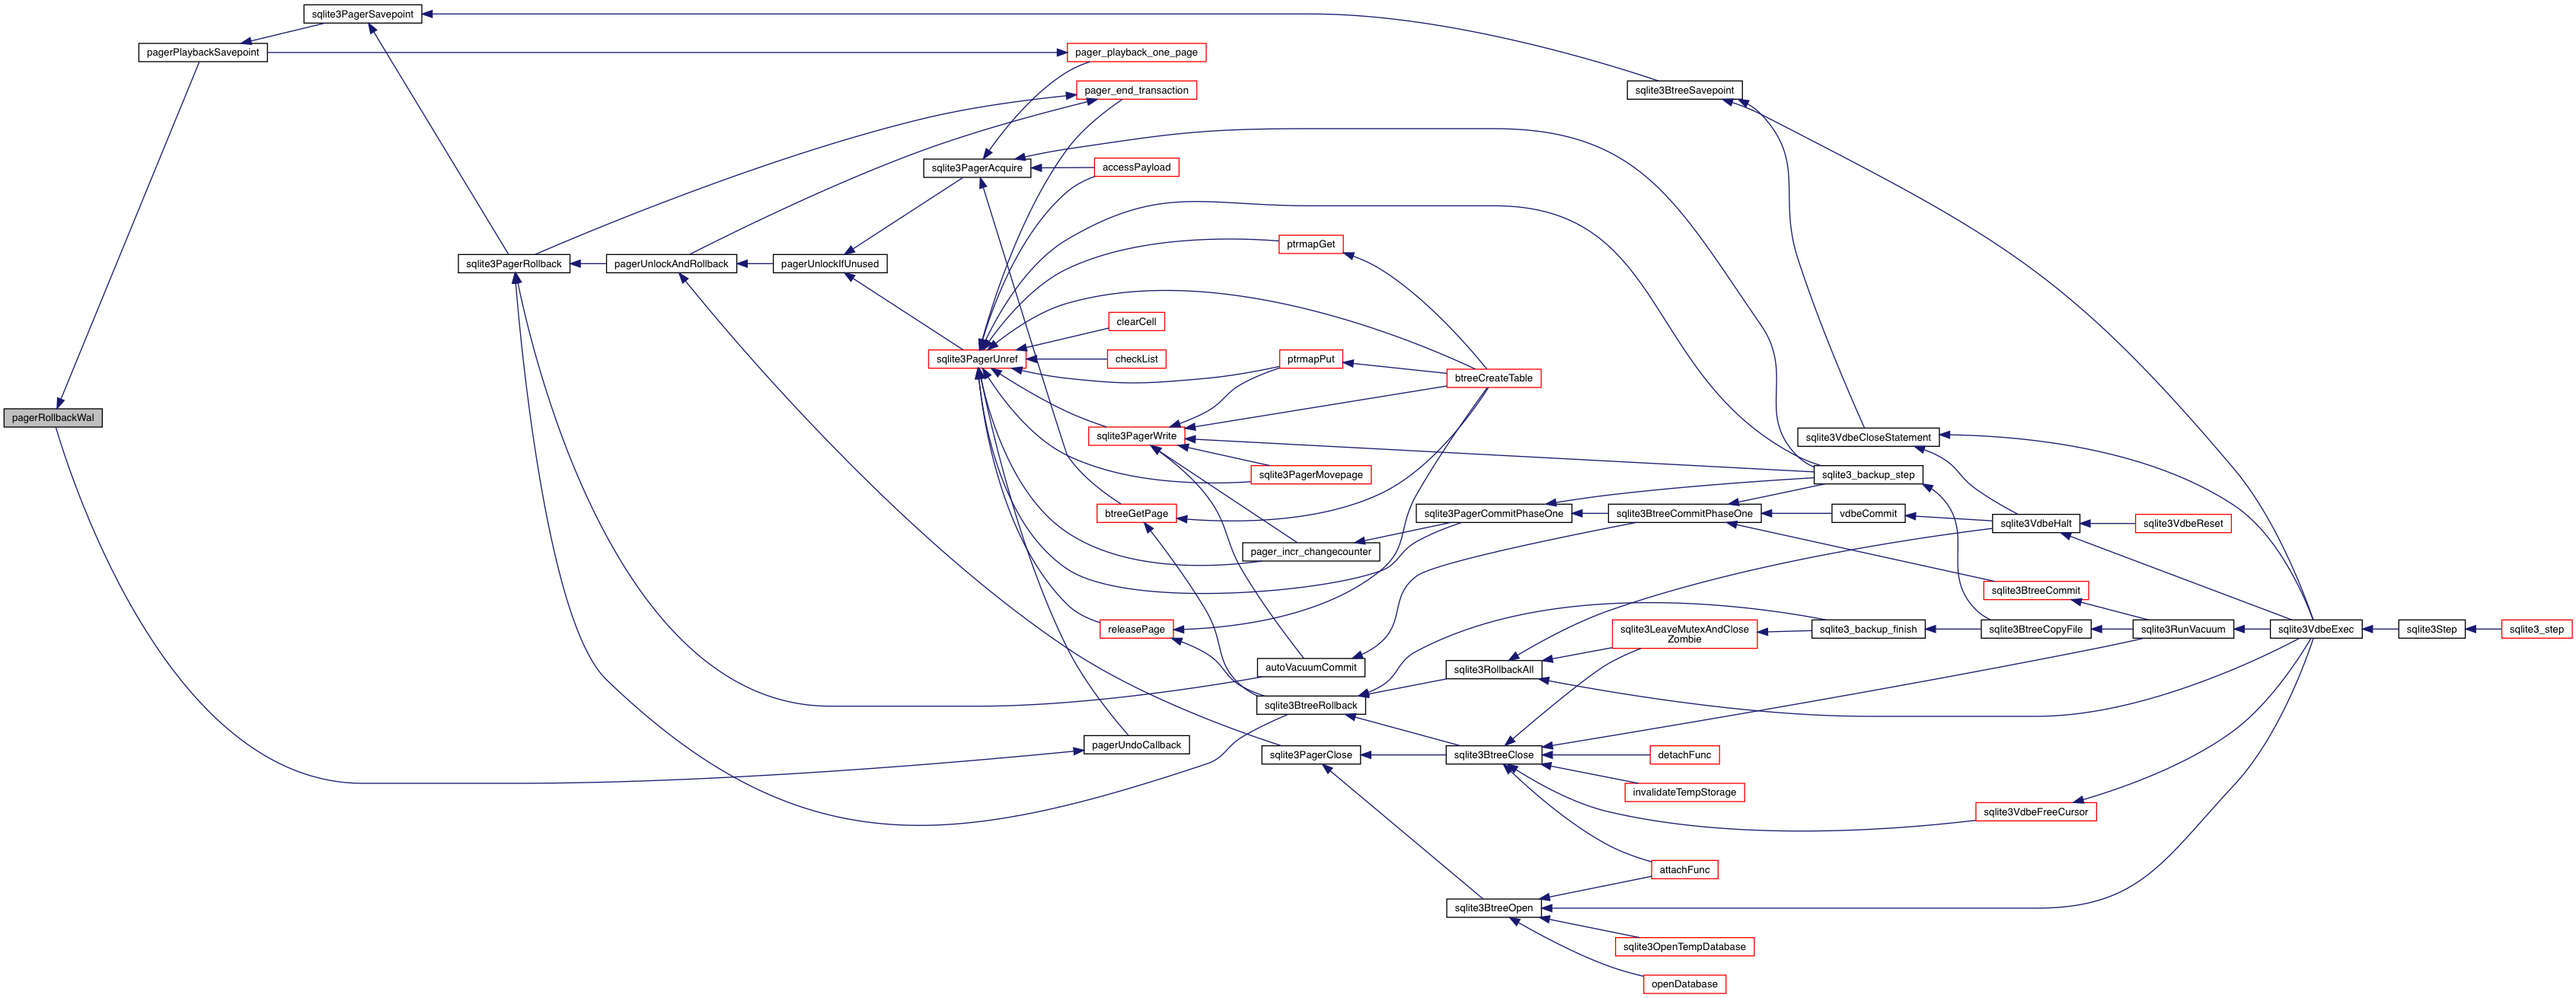 sqlite3PagerSavepoint
pagerPlaybackSavepoint
pager_playback_one_page
pager_end_transaction
sqlite3BtreeSavepoint
sqlite3PagerAcquire
accessPayload
ptrmapGet
sqlite3PagerRollback
pagerUnlockAndRollback
pagerUnlockIfUnused
clearCell
sqlite3PagerUnref
checkList
ptrmapPut
btreeCreateTable
pagerRollbackWal
sqlite3PagerWrite
sqlite3VdbeCloseStatement
sqlite3PagerMovepage
sqlite3_backup_step
btreeGetPage
sqlite3PagerCommitPhaseOne
sqlite3BtreeCommitPhaseOne
vdbeCommit
sqlite3VdbeHalt
sqlite3VdbeReset
pager_incr_changecounter
sqlite3BtreeCommit
releasePage
sqlite3LeaveMutexAndClose
Zombie
sqlite3_backup_finish
sqlite3BtreeCopyFile
sqlite3RunVacuum
sqlite3VdbeExec
sqlite3Step
sqlite3_step
autoVacuumCommit
sqlite3RollbackAll
sqlite3BtreeRollback
pagerUndoCallback
sqlite3PagerClose
sqlite3BtreeClose
detachFunc
invalidateTempStorage
sqlite3VdbeFreeCursor
attachFunc
sqlite3BtreeOpen
sqlite3OpenTempDatabase
openDatabase